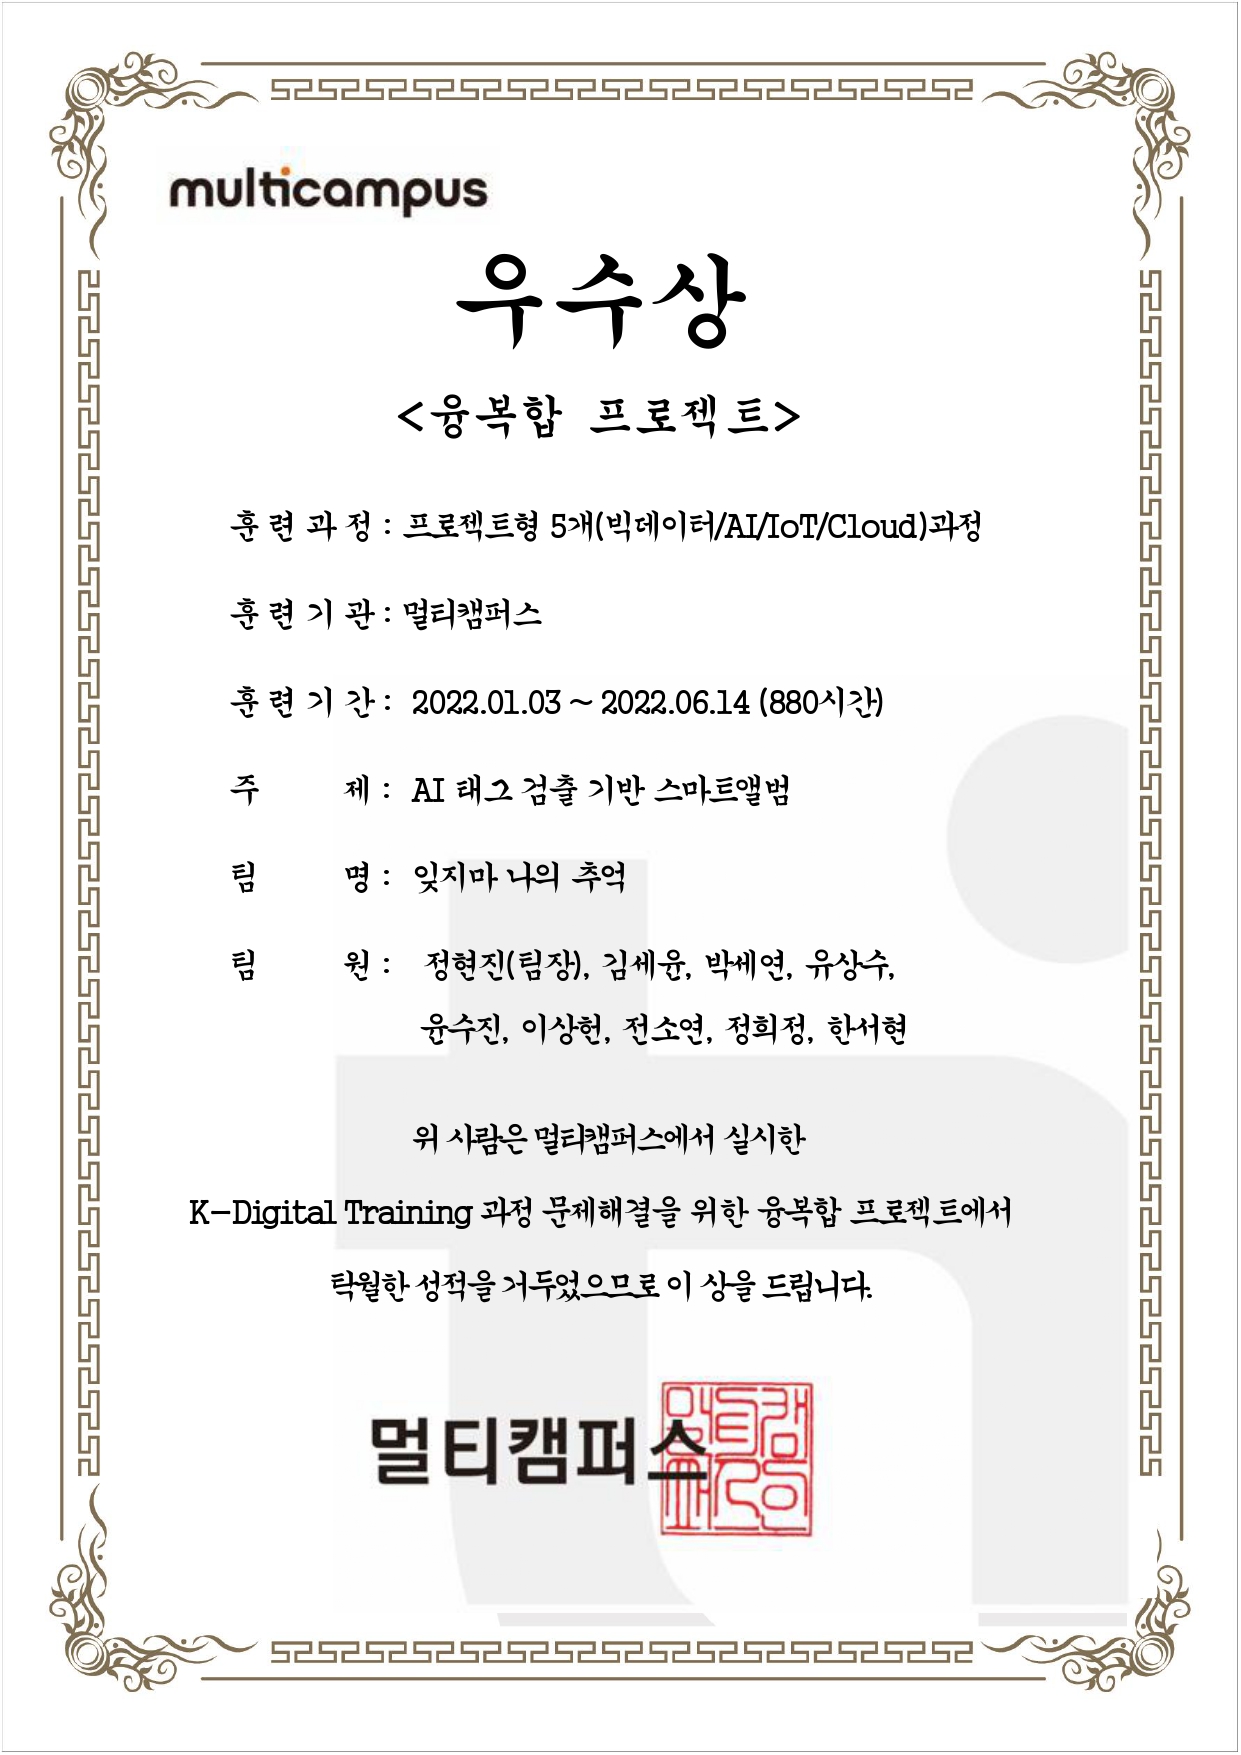 multicampus
우수상
<융복합 프로젝트>
훈 련 과 정 : 프로젝트형 5개(빅데이터/AI/IoT/Cloud)과정
훈 련 기 관 : 멀티캠퍼스
훈 련 기 간 : 2022.01.03 ~ 2022.06.14 (880시간)
주 제 : AI 태그 검출 기반 스마트앨범
팀 명 : 잊지마 나의 추억
팀 원 : 정현진(팀장), 김세윤, 박세연, 유상수,
윤수진, 이상헌, 전소연, 정희정, 한서현
위 사람은 멀티캠퍼스에서 실시한
K-Digital Training 과정 문제해결을 위한 융복합 프로젝트에서
탁월한 성적을 거두었으므로 이 상을 드립니다.
멀티캠퍼스